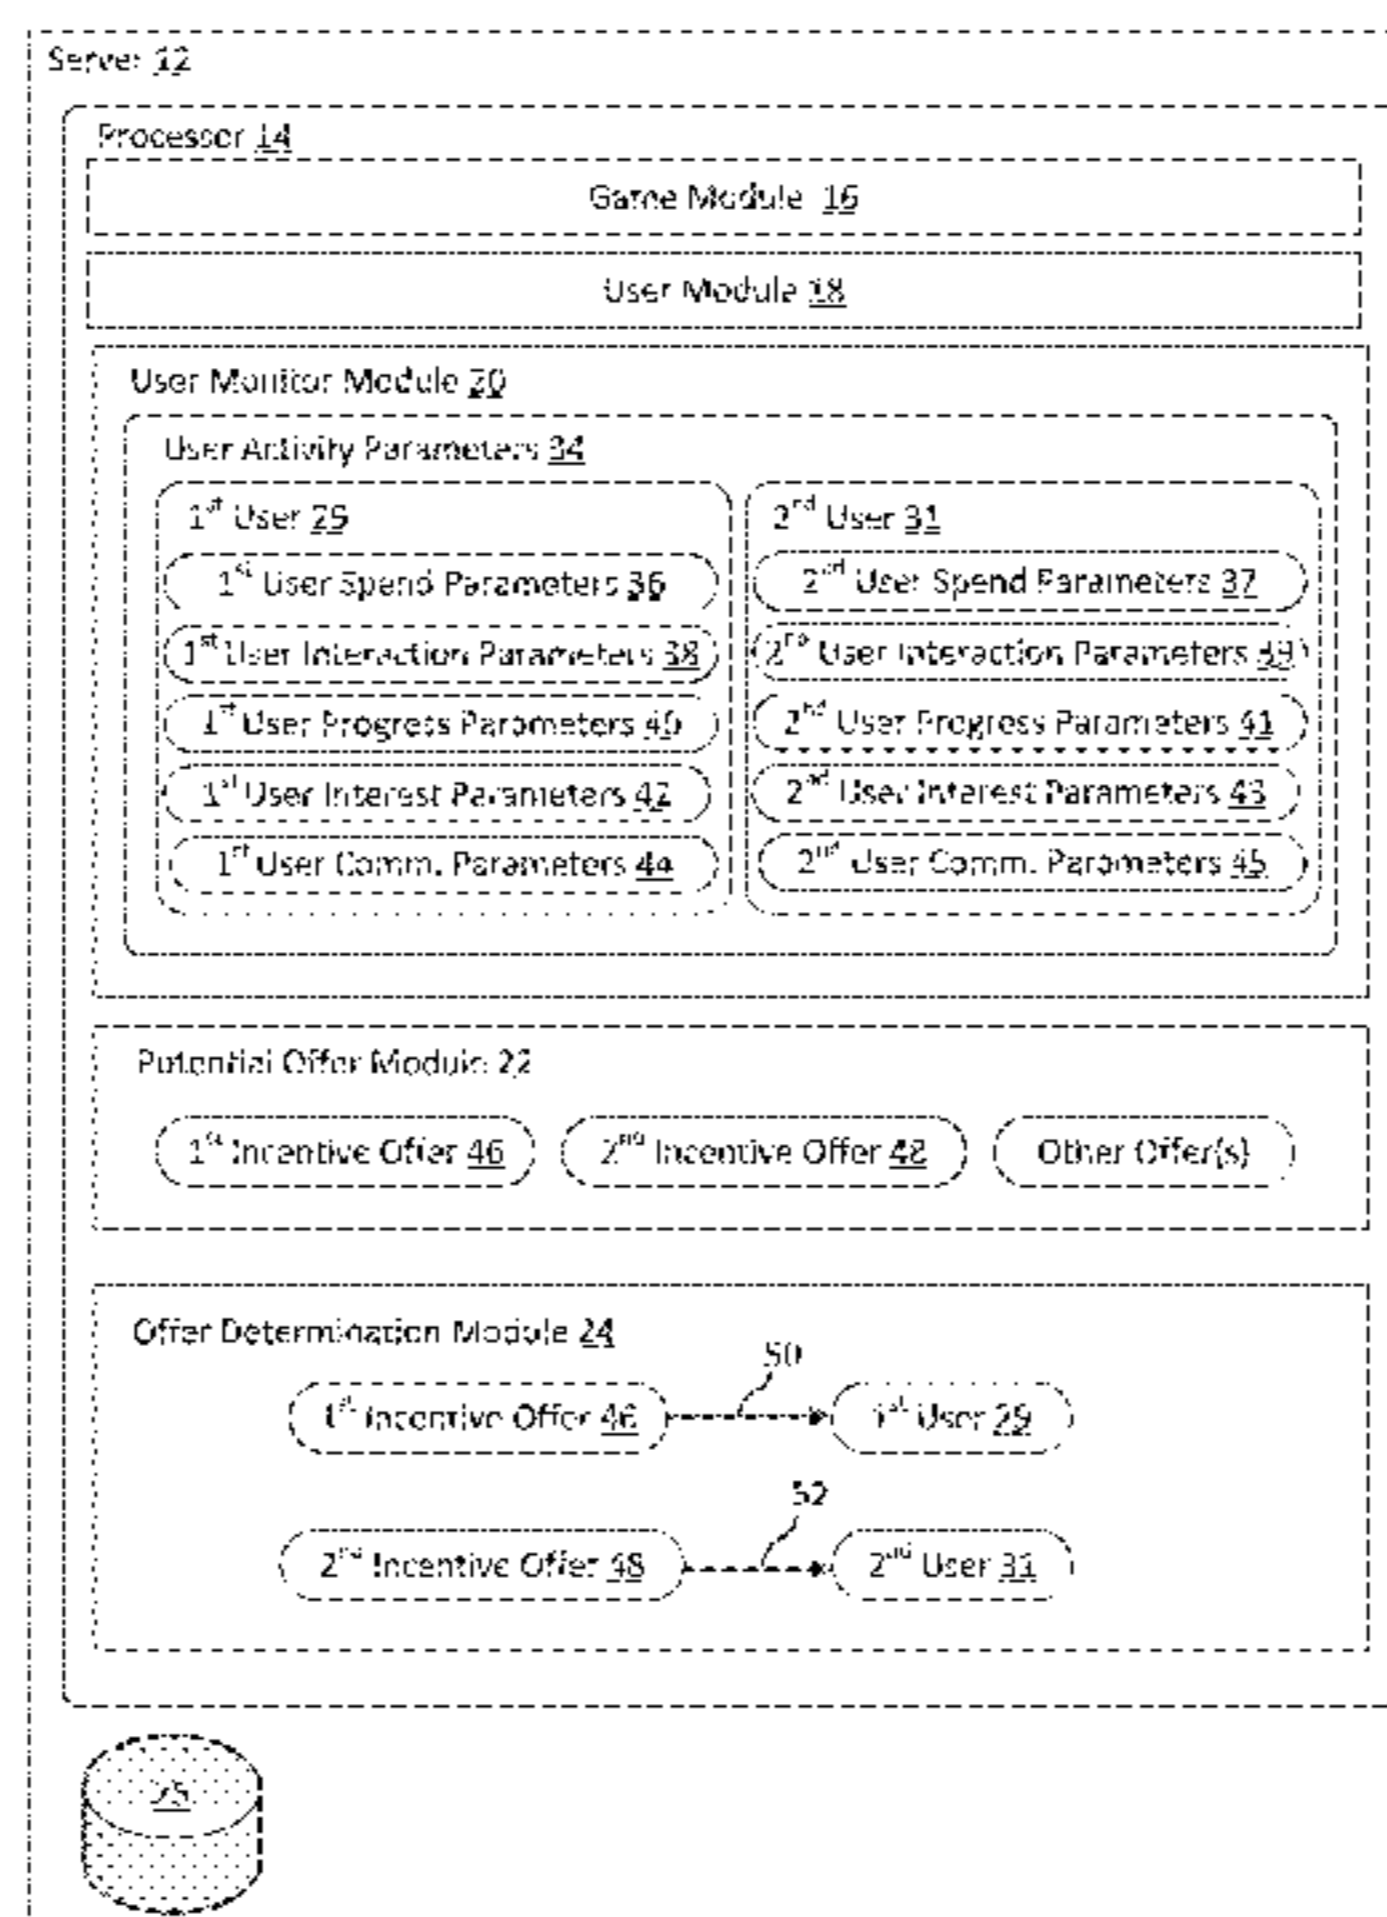 Server 12
Processor 14
Game Module 16
User Module 18
User Monitor Module 20
User Activity Parameters 34
1st User 29
2nd User 31
1st User Spend Parameters 36
2nd User Spend Parameters 37
1st User Interaction Parameters 38
2nd User Interaction Parameters 39
1st User Progress Parameters 40
2nd User Progress Parameters 41
1st User Interest Parameters 42
2nd User Interest Parameters 43
1st User Comm. Parameters 44
2nd User Comm. Parameters 45
Potential Offer Module 22
1st Incentive Offer 46
2nd Incentive Offer 48
Other Offer(s)
Offer Determination Module 24
50
1st Incentive Offer 46
1st User 29
52
2nd Incentive Offer 48
2nd User 31
25